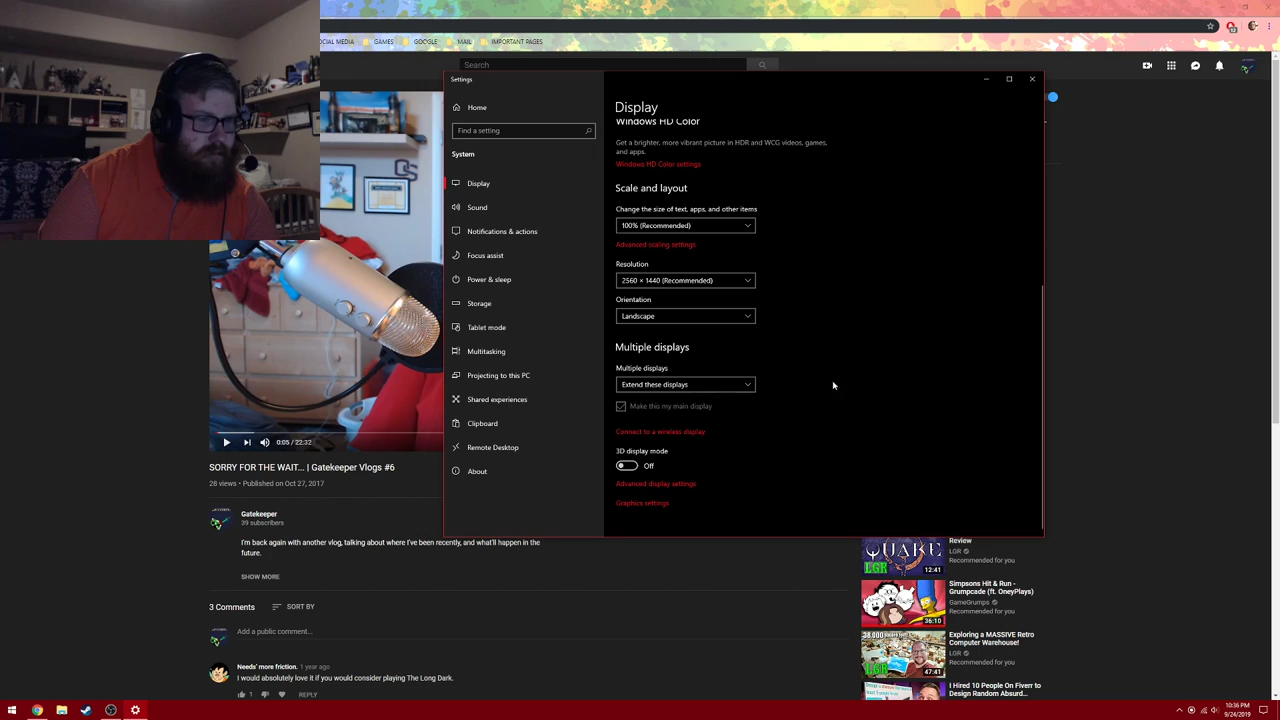 OCIAL MEDIA
GAMES
GOOGLE
MAIL
IMPORTANT PAGES
Search
Settings
Home
Find a setting
System
Display
Sound
Notifications & actions
Focus assist
Power & sleep
Storage
Tablet mode
Multitasking
Projecting to this PC
Shared experiences
Clipboard
Remote Desktop
About
Display
Windows HD Color
Get a brighter, more vibrant picture in HDR and WCG videos, games,
and apps.
Windows HD Color settings
Scale and layout
Change the size of text, apps, and other items
100% (Recommended)
Advanced scaling settings
Resolution
2560 × 1440 (Recommended)
Orientation
Landscape
Multiple displays
Multiple displays
Extend these displays
Make this my main display
Connect to a wireless display
3D display mode
Off
Advanced display settings
Graphics settings
0:05 / 22:32
SORRY FOR THE WAIT... | Gatekeeper Vlogs #6
28 views • Published on Oct 27, 2017
Gatekeeper
39 subscribers
I'm back again with another vlog, talking about where I've been recently, and what'll happen in the
future.
SHOW MORE
3 Comments
SORT BY
Add a public comment...
Needs' more friction. 1 year ago
I would absolutely love it if you would consider playing The Long Dark.
1
REPLY
QUAKE
LGR
12:41
Review
LGR
Recommended for you
36:10
Simpsons Hit & Run -
Grumpcade (ft. OneyPlays)
GameGrumps
Recommended for you
38,000
LGR
47:41
Exploring a MASSIVE Retro
Computer Warehouse!
LGR
Recommended for you
I Hired 10 People On Fiverr to
Design Random Absurd...
10:36 PM
9/24/2019